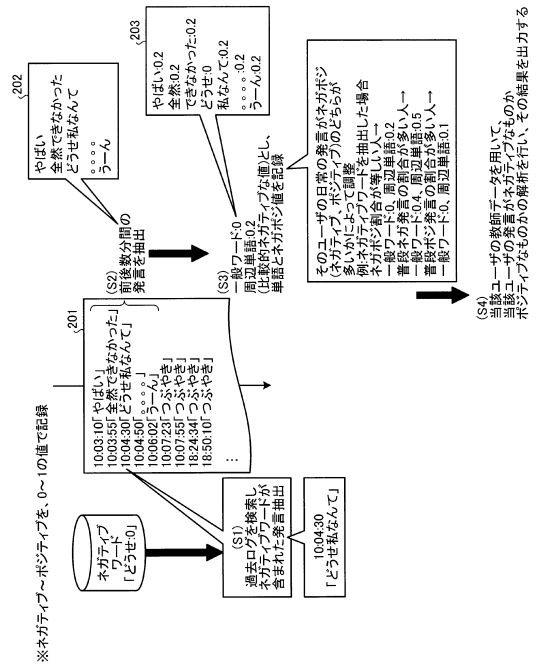 ※ネガティブ～ポジティブを、0～1の値で記録
ネガティブ
ワード
「どうせ:0」
(S1)
過去ログを検索し
ネガティブワードが
含まれた発言抽出
10:04:30
「どうせ私なんて」
201
10:03:10「やばい」
10:03:55「全然できなかった」
10:04:30「どうせ私なんて」
10:04:50「。。。。」
10:06:02「うーん」
10:07:23「つぶやき」
10:07:55「つぶやき」
18:24:34「つぶやき」
18:50:10「つぶやき」
⋮
(S2)
前後数分間の
発言を抽出
202
やばい
全然できなかった
どうせ私なんて
。。。。
うーん
(S3)
一般ワード:0
周辺単語:0.2
(比較的ネガティブな値)とし、
単語とネガポジ値を記録
203
やばい:0.2
全然:0.2
できなかった:0.2
どうせ:0
私なんて:0.2
。。。。:0.2
うーん:0.2
そのユーザの日常の発言がネガポジ
(ネガティブ、ポジティブ)のどちらが
多いかによって調整
例:ネガティブワードを抽出した場合
ネガポジ割合が等しい人→
一般ワード:0、周辺単語:0.2
普段ネガ発言の割合が多い人→
一般ワード:0.4、周辺単語:0.5
普段ポジ発言の割合が多い人→
一般ワード:0、周辺単語:0.1
(S4)
当該ユーザの教師データを用いて、
当該ユーザの発言がネガティブなものか
ポジティブなものかの解析を行い、その結果を出力する